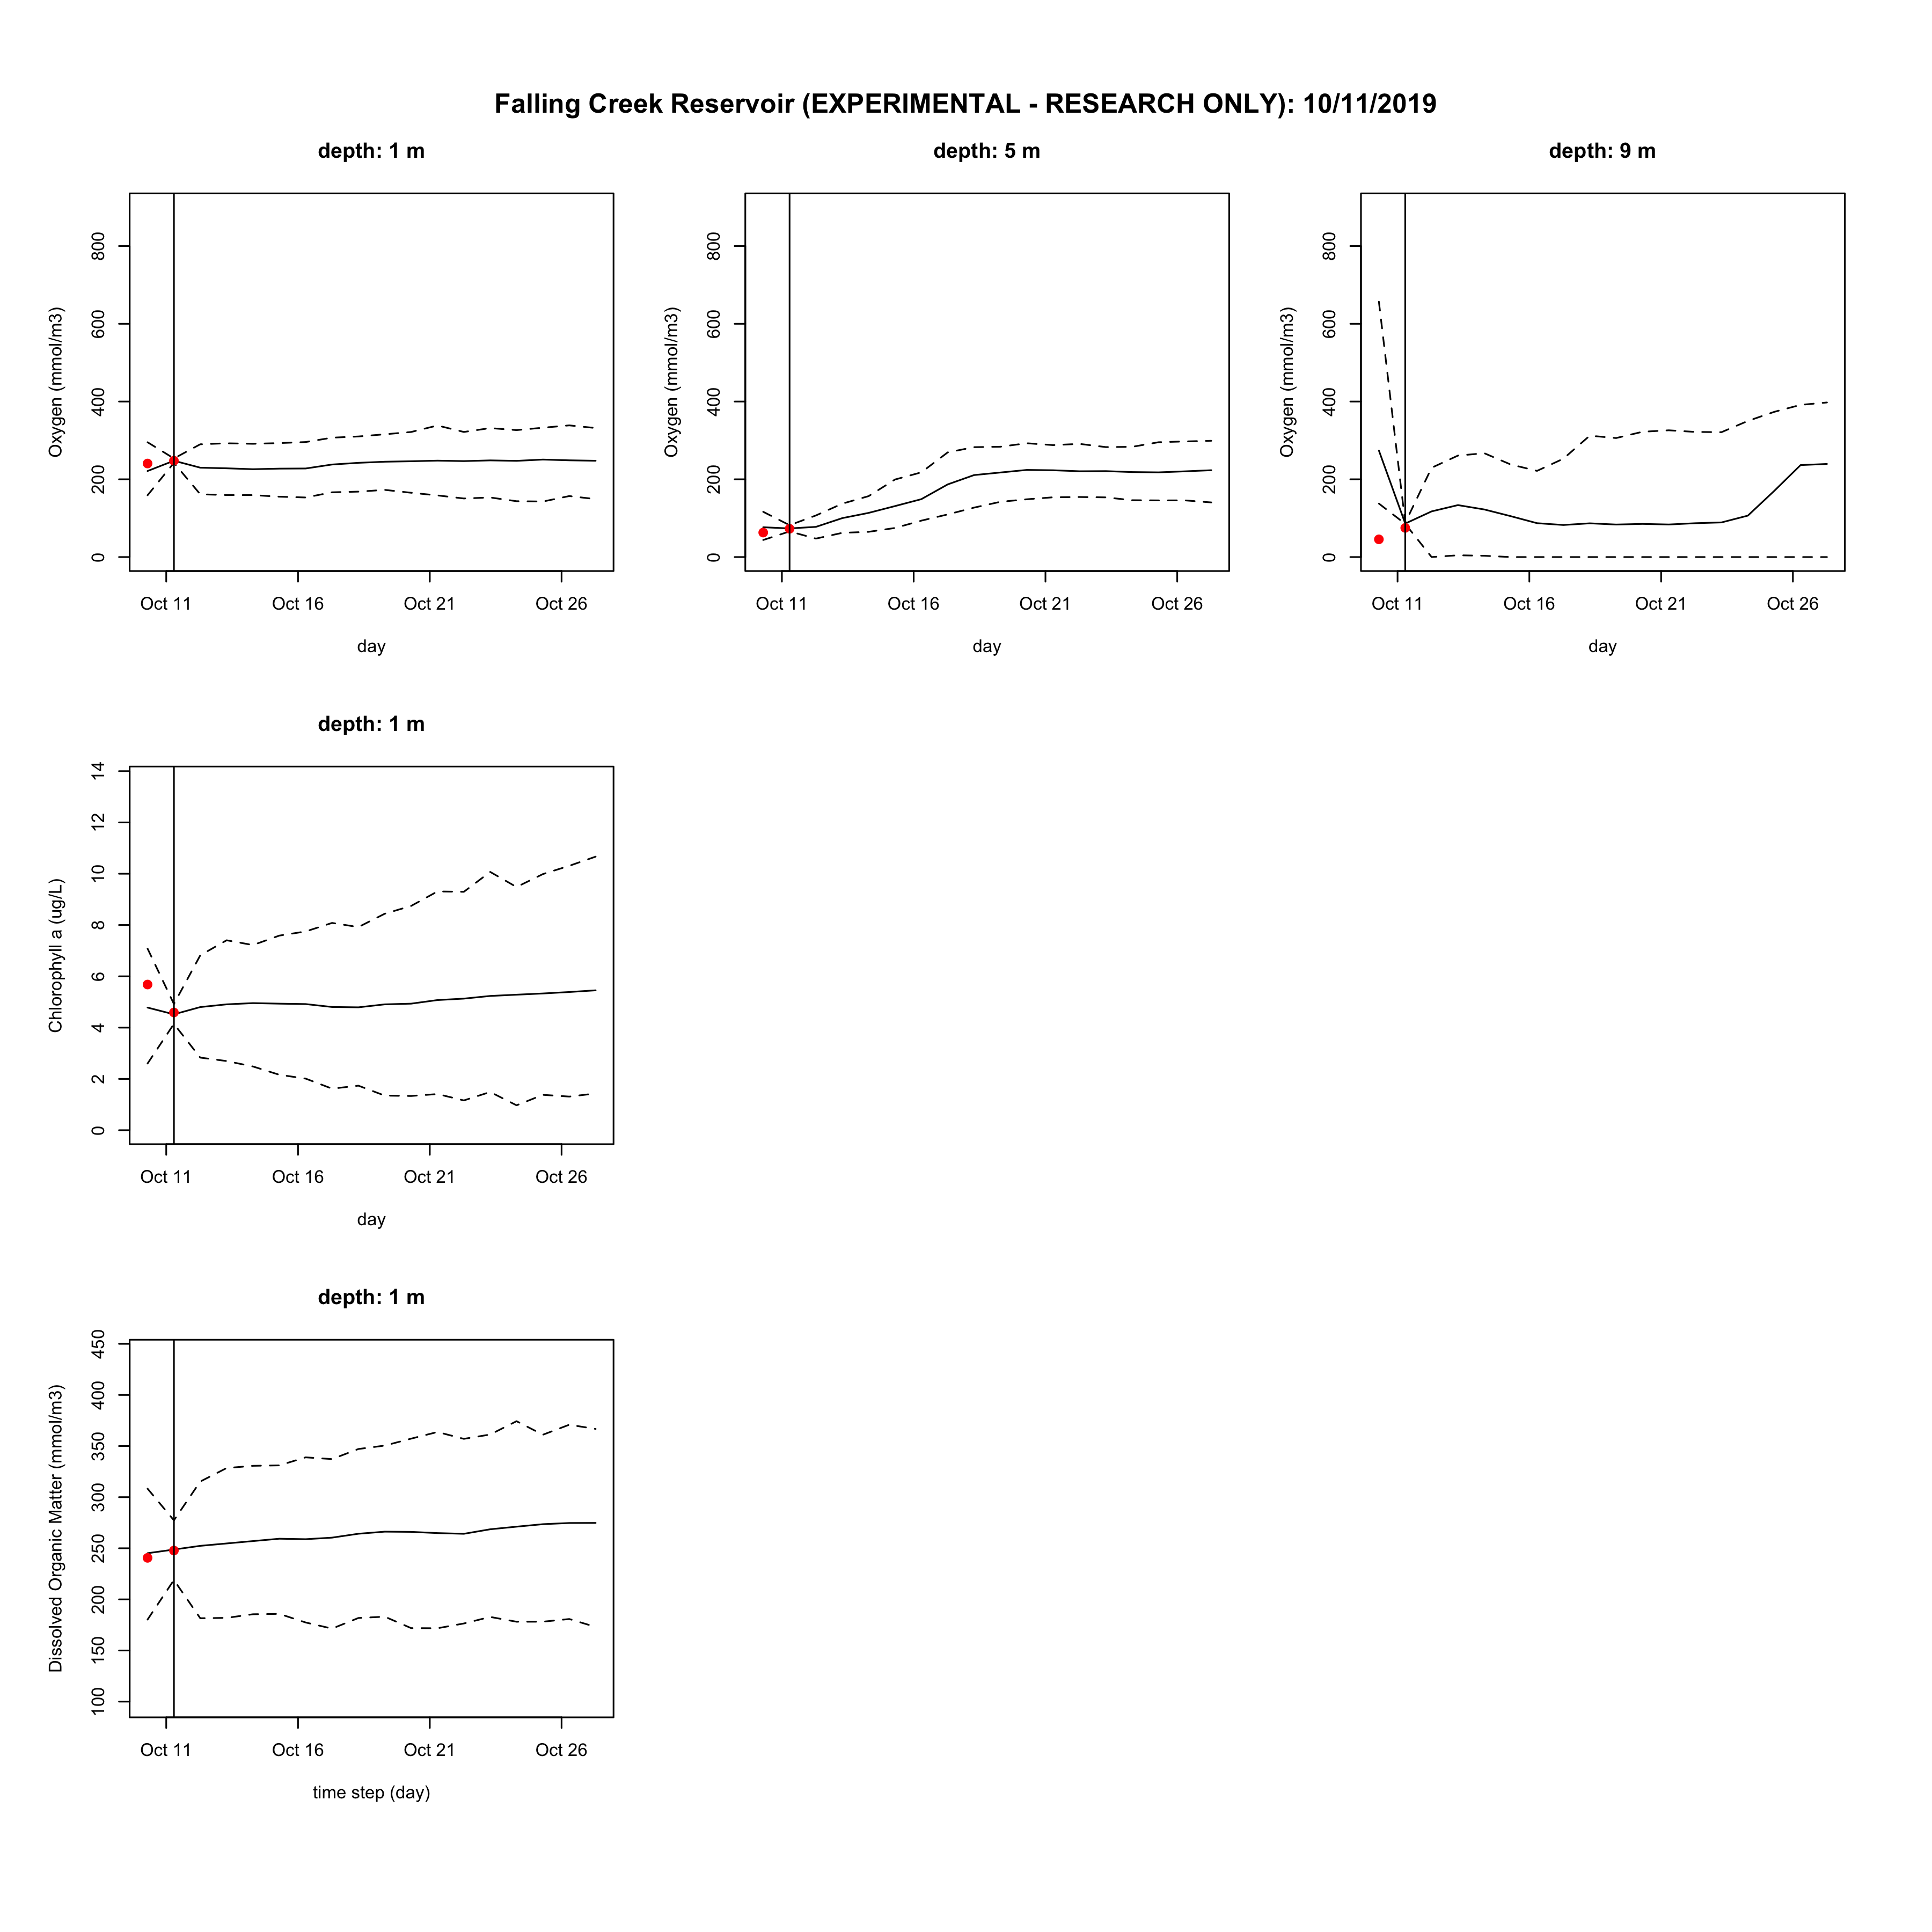 Falling Creek Reservoir (EXPERIMENTAL - RESEARCH ONLY): 10/11/2019
depth: 1 m
Oxygen (mmol/m3)
800
600
400
200
0
Oct 11 Oct 16 Oct 21 Oct 26
day
depth: 5 m
Oxygen (mmol/m3)
800
600
400
200
0
Oct 11 Oct 16 Oct 21 Oct 26
day
depth: 9 m
Oxygen (mmol/m3)
800
600
400
200
0
Oct 11 Oct 16 Oct 21 Oct 26
day
depth: 1 m
Chlorophyll a (ug/L)
14
12
10
8
6
4
2
0
Oct 11 Oct 16 Oct 21 Oct 26
day
depth: 1 m
Dissolved Organic Matter (mmol/m3)
450
400
350
300
250
200
150
100
Oct 11 Oct 16 Oct 21 Oct 26
time step (day)